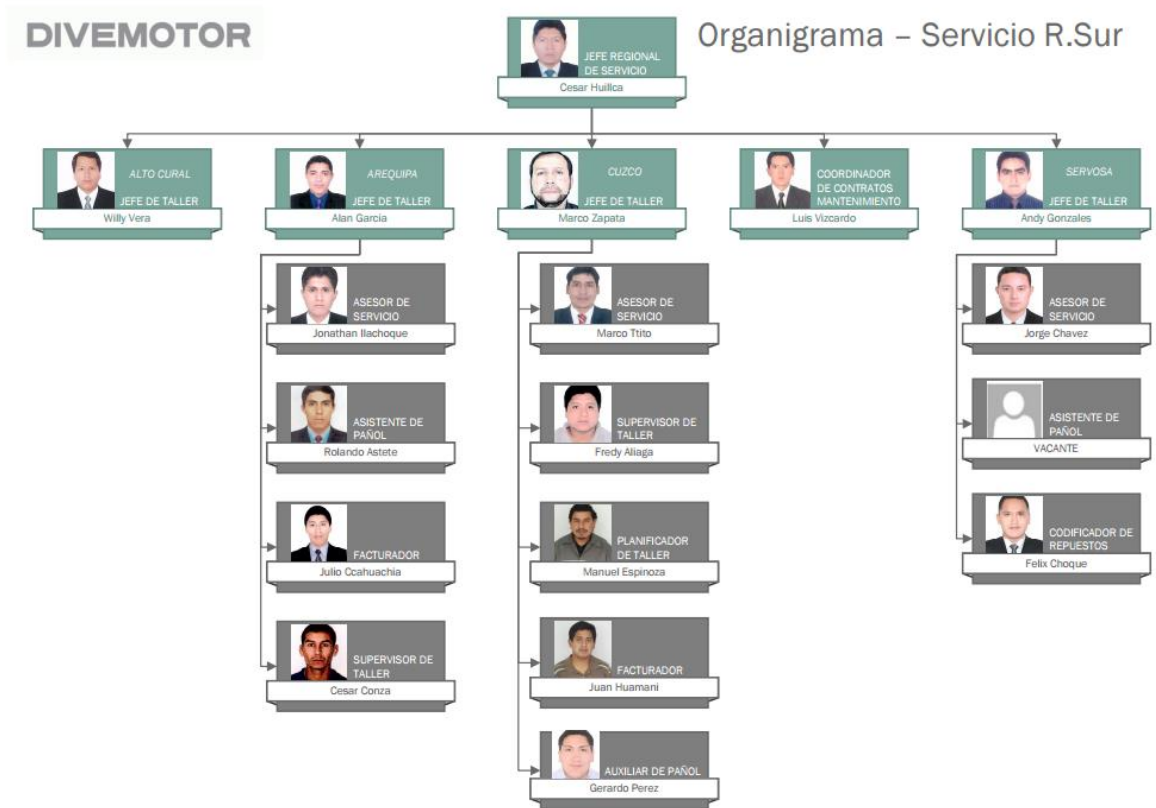 DIVEMOTOR
Organigrama – Servicio R.Sur
JEFE REGIONAL
DE SERVICIO
Cesar Huillca
ALTO CURAL
JEFE DE TALLER
Willy Vera
AREQUIPA
JEFE DE TALLER
Alan Garcia
CUZCO
JEFE DE TALLER
Marco Zapata
COORDINADOR
DE CONTRATOS
MANTENIMIENTO
Luis Vizcardo
SERVOSA
JEFE DE TALLER
Andy Gonzales
ASESOR DE
SERVICIO
Jonathan Ilachoque
ASISTENTE DE
PAÑOL
Rolando Astete
FACTURADOR
Julio Ccahuachia
SUPERVISOR DE
TALLER
Cesar Conza
ASESOR DE
SERVICIO
Marco Ttito
SUPERVISOR DE
TALLER
Fredy Aliaga
PLANIFICADOR
DE TALLER
Manuel Espinoza
FACTURADOR
Juan Huamani
AUXILIAR DE PAÑOL
Gerardo Perez
ASESOR DE
SERVICIO
Jorge Chavez
ASISTENTE DE
PAÑOL
VACANTE
CODIFICADOR DE
REPUESTOS
Felix Choque